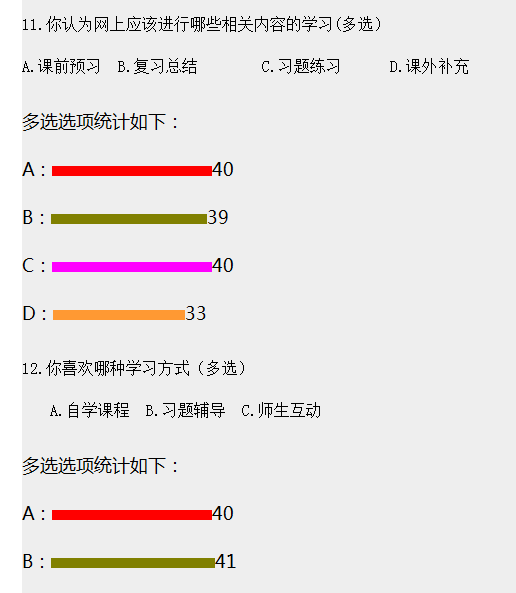 11.你认为网上应该进行哪些相关内容的学习(多选）
A.课前预习 B.复习总结 C.习题练习 D.课外补充
多选选项统计如下：
A：40
B：39
C：40
D：33
12.你喜欢哪种学习方式（多选）
A.自学课程 B.习题辅导 C.师生互动
多选选项统计如下：
A：40
B：41